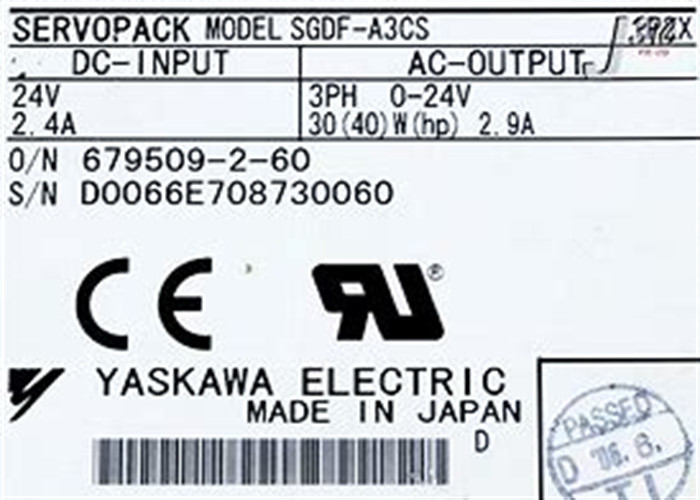 SERVOPACK MODEL SGDF-A3CS
DC-INPUT AC-OUTPUT
24V 3PH 0-24V
2.4A 30(40)W(hp) 2.9A
O/N 679509-2-60
S/N D0066E708730060
CE ®
YASKAWA ELECTRIC
MADE IN JAPAN
D
PASSED
D '06.6.